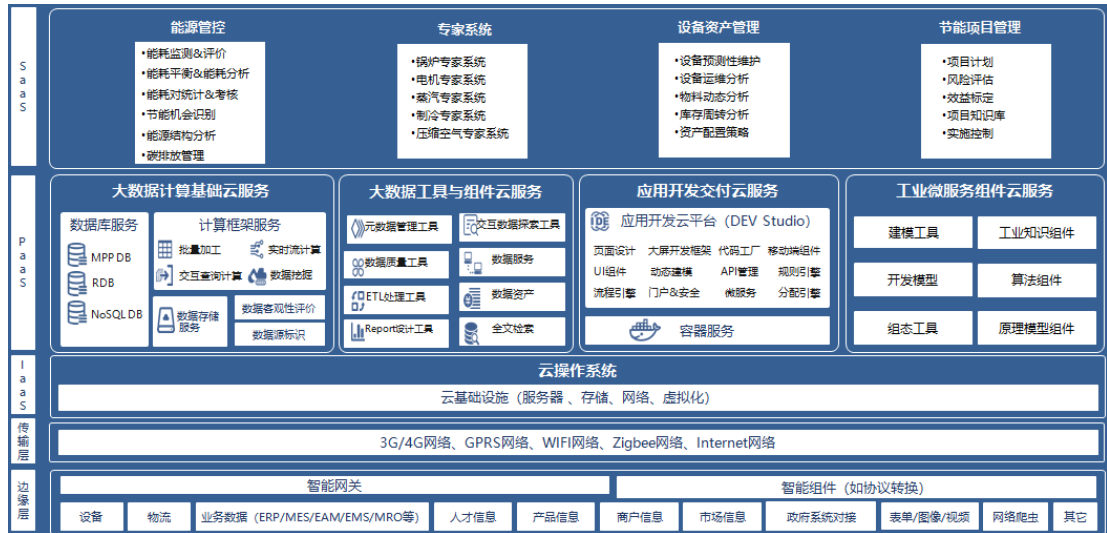 SaaS
能源管控
•能耗监测&评价
•能耗平衡&能耗分析
•能耗对统计&考核
•节能机会识别
•能源结构分析
•碳排放管理
专家系统
•锅炉专家系统
•电机专家系统
•蒸汽专家系统
•制冷专家系统
•压缩空气专家系统
设备资产管理
•设备预测性维护
•设备运维分析
•物料动态分析
•库存周转分析
•资产配置策略
节能项目管理
•项目计划
•风险评估
•效益标定
•项目知识库
•实施控制
PaaS
大数据计算基础云服务
数据库服务
MPP DB
RDB
NoSQL DB
计算框架服务
批量加工
实时流计算
交互查询计算
数据挖掘
数据存储
服务
数据客观性评价
数据源标识
大数据工具与组件云服务
元数据管理工具
交互数据探索工具
数据质量工具
数据服务
ETL处理工具
数据资产
Report设计工具
全文检索
应用开发交付云服务
IDE
应用开发云平台（DEV Studio）
页面设计 大屏开发框架 代码工厂 移动端组件
UI组件 动态建模 API管理 规则引擎
流程引擎 门户&安全 微服务 分配引擎
容器服务
工业微服务组件云服务
建模工具 工业知识组件
开发模型 算法组件
组态工具 原理模型组件
IaaS
云操作系统
云基础设施（服务器 、存储、网络、虚拟化）
传输层
3G/4G网络、GPRS网络、WIFI网络、Zigbee网络、Internet网络
边缘层
智能网关
智能组件（如协议转换）
设备 物流 业务数据（ERP/MES/EAM/EMS/MRO等） 人才信息 产品信息 商户信息 市场信息 政府系统对接 表单/图像/视频 网络爬虫 其它